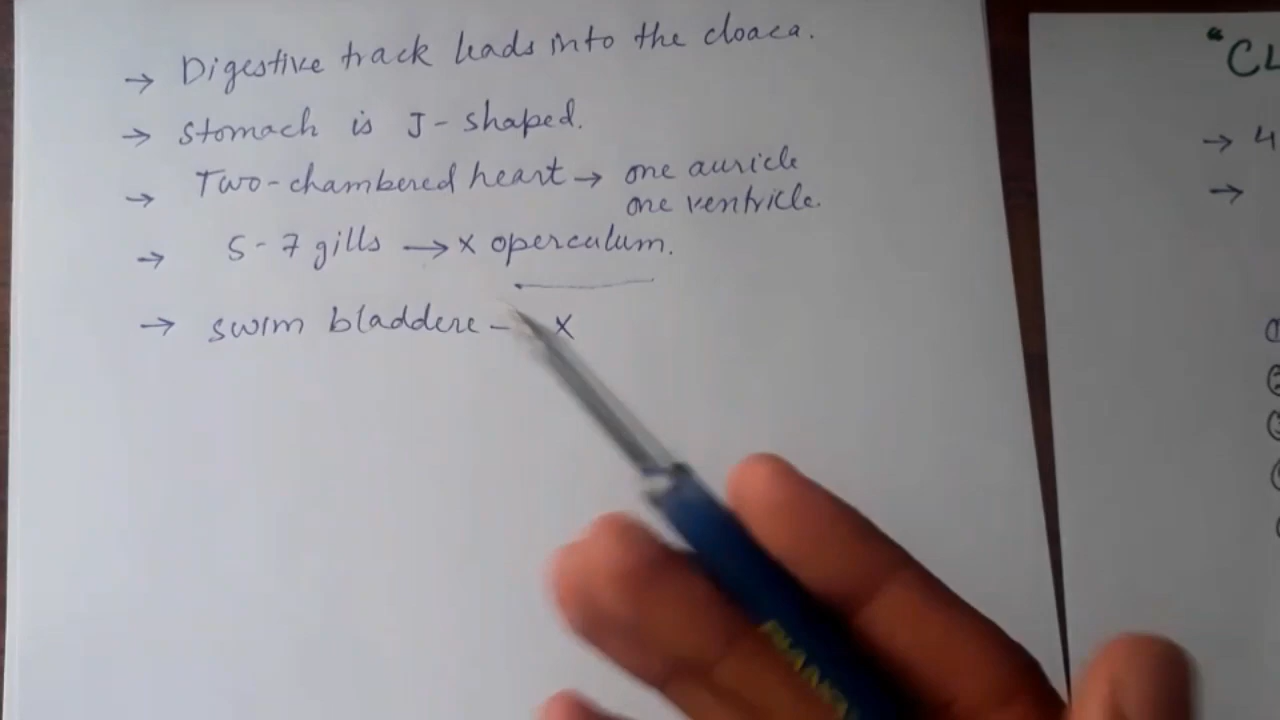 → Digestive track leads into the cloaca.
→ Stomach is J-shaped.
→ Two-chambered heart → one auricle
one ventricle.
→ 5-7 gills → x operculum.
→ swim bladdere - x
"CL
→ 4
→